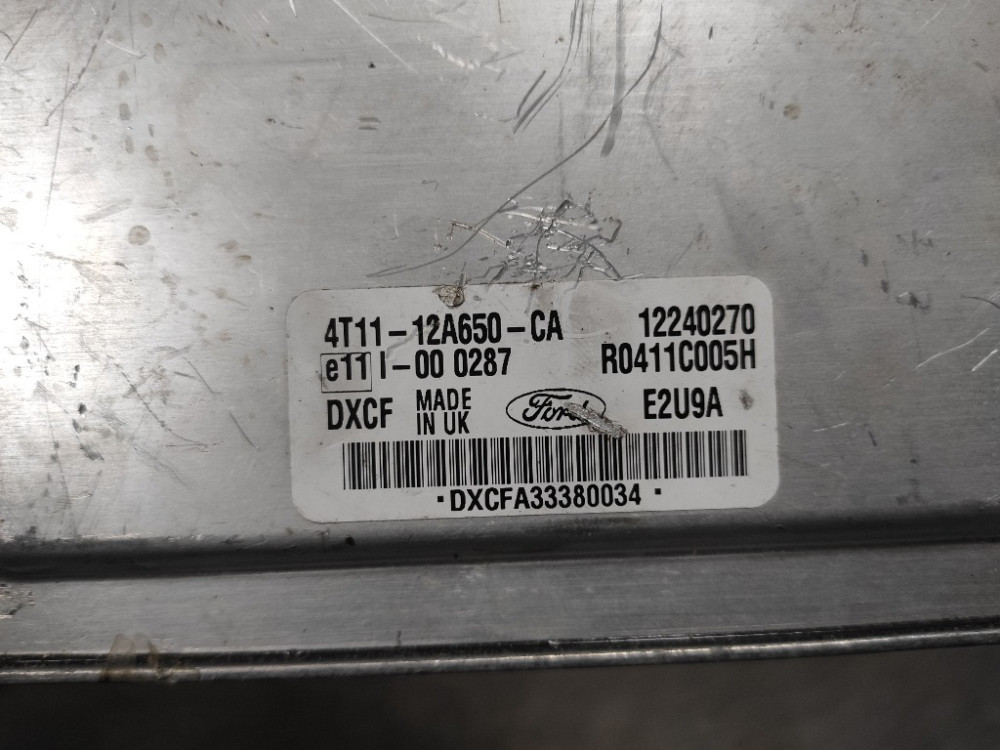 4T11-12A650-CA 12240270
e11 I-00 0287 R0411C005H
DXCF MADE IN UK Ford E2U9A
· DXCFA33380034 ·